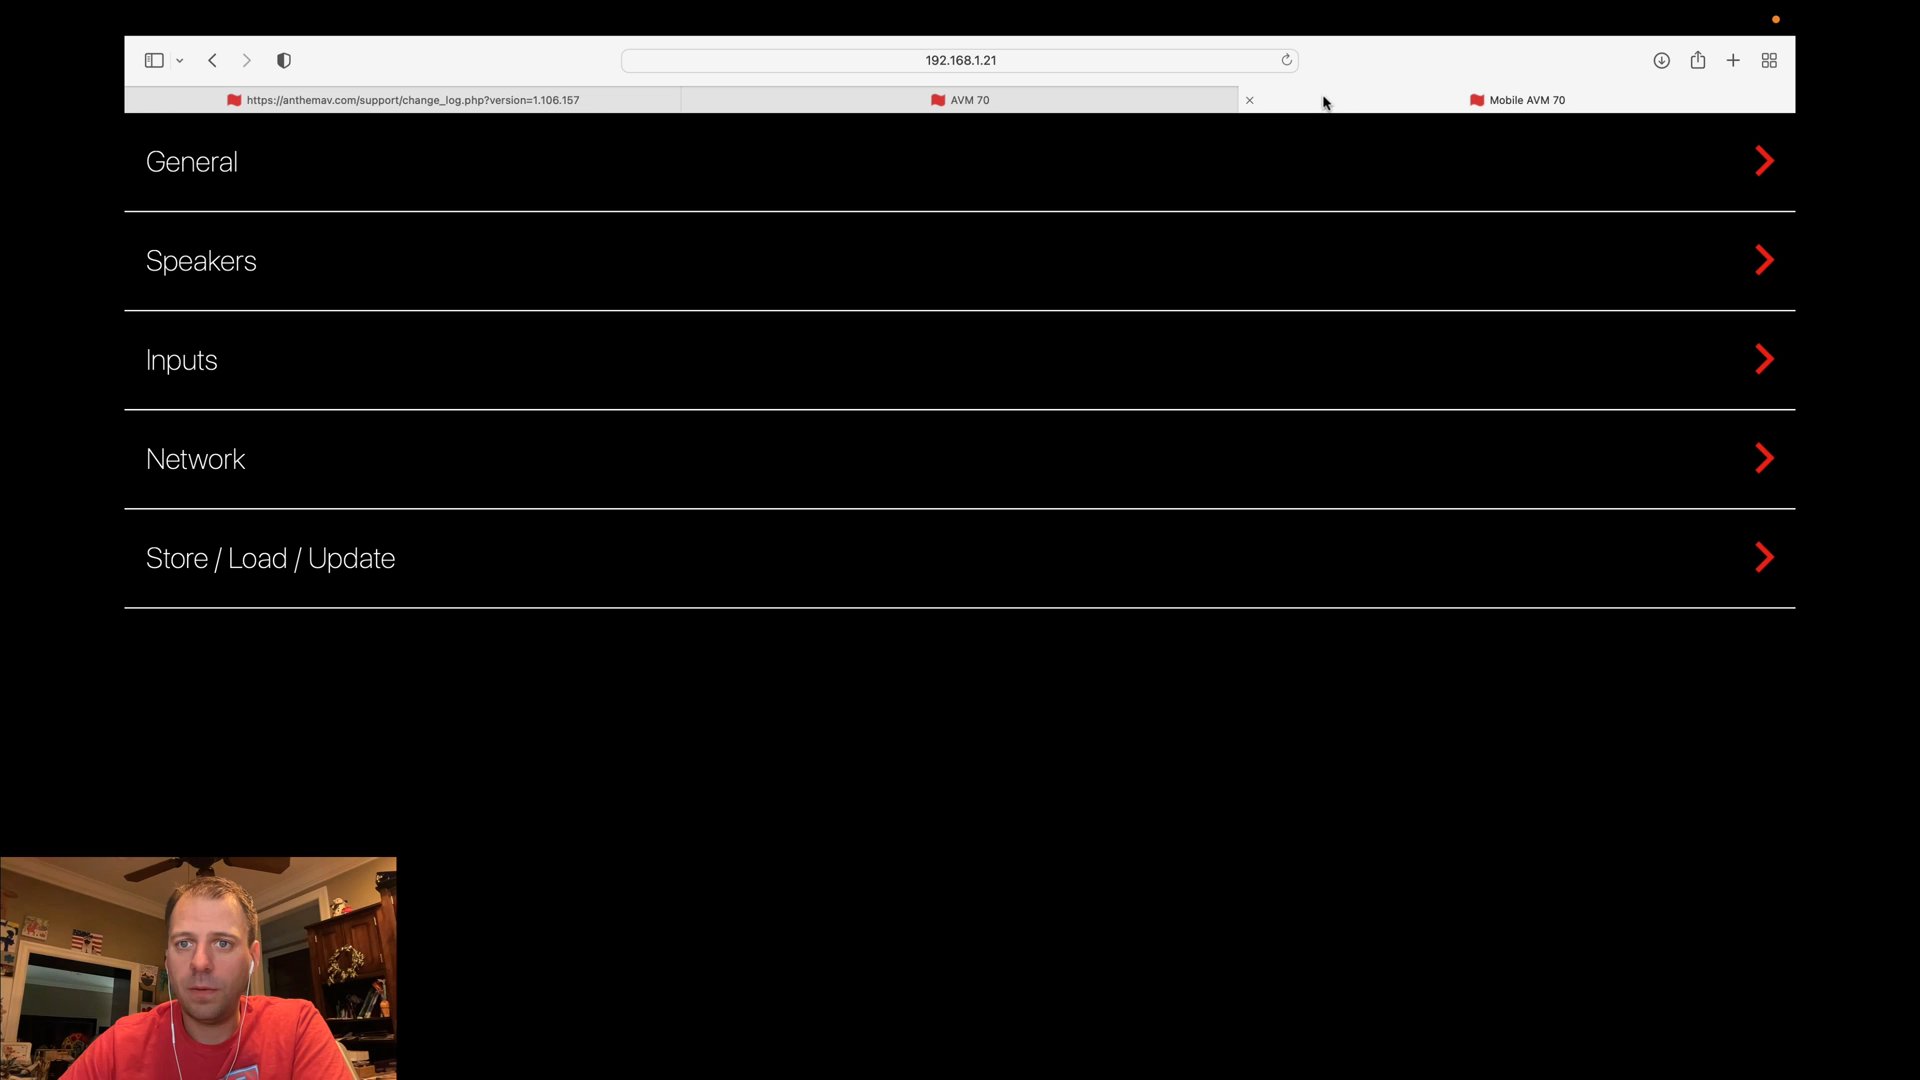 192.168.1.21
https://anthemav.com/support/change_log.php?version=1.106.157
AVM 70
Mobile AVM 70
General
Speakers
Inputs
Network
Store / Load / Update